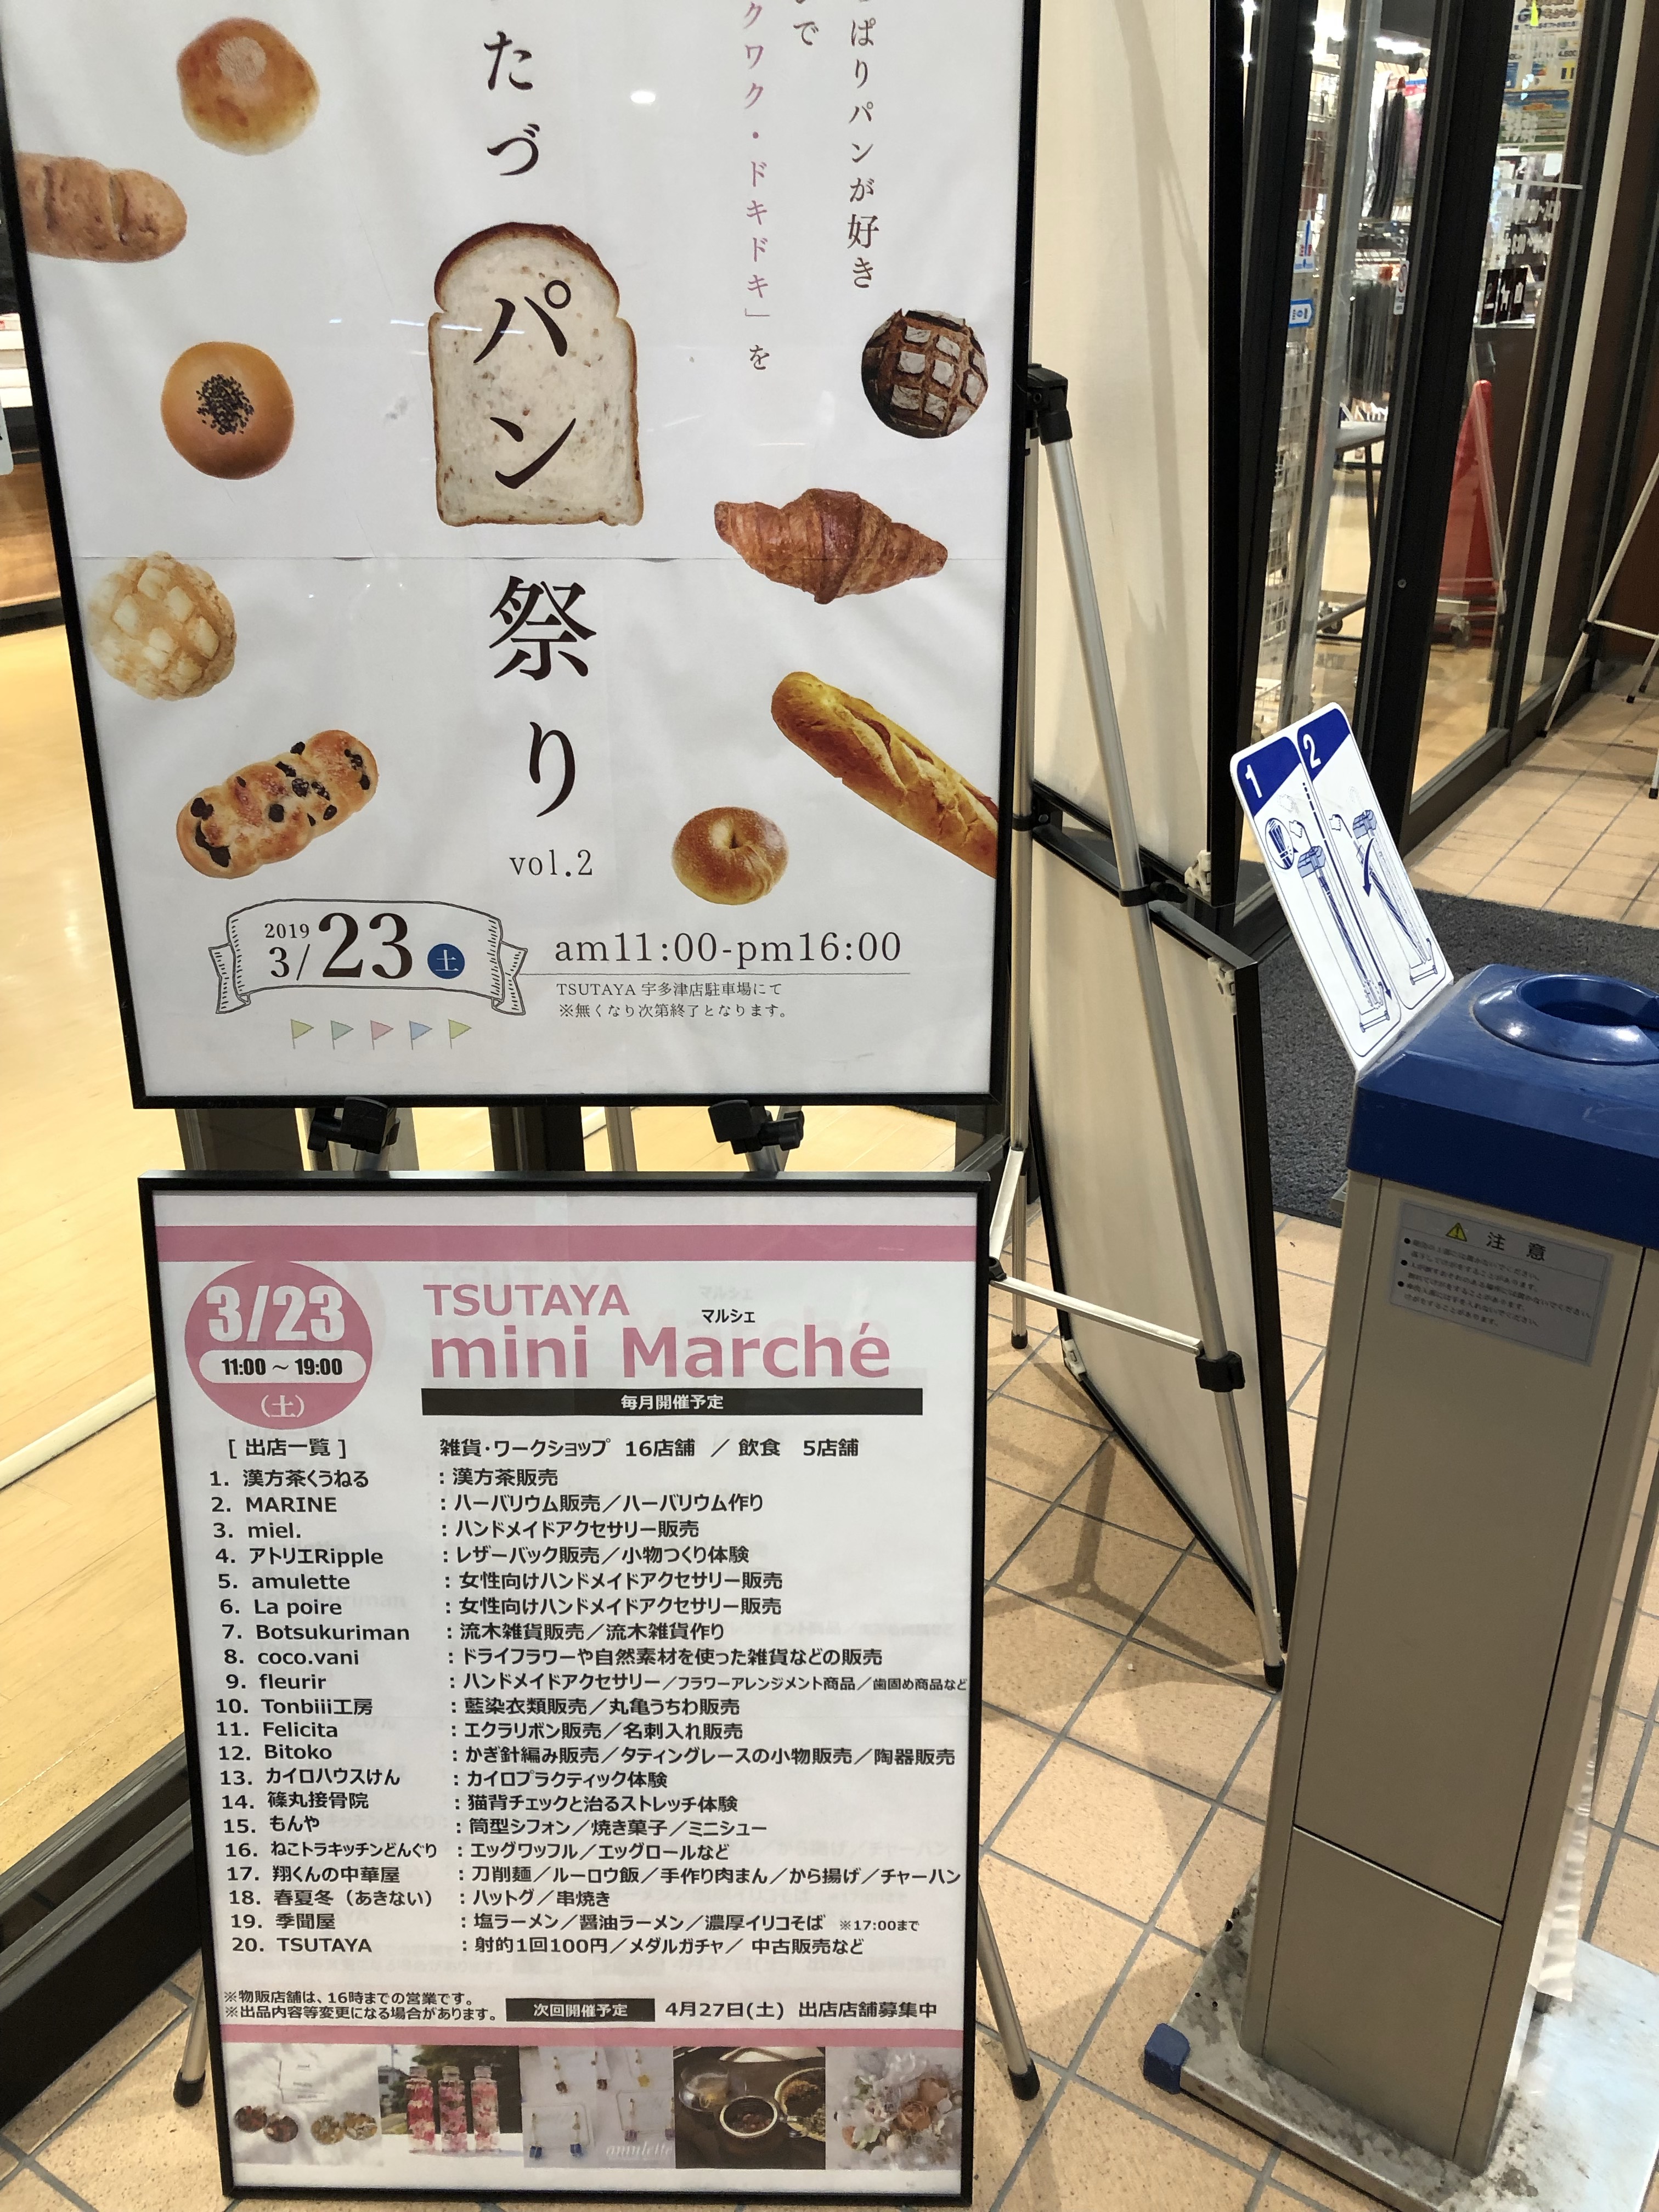 ぱりパンが好き
で
クワク・ドキドキ」を
たづ
パン
祭り
vol.2
2019
3/23 土
am11:00-pm16:00
TSUTAYA 宇多津店駐車場にて
※無くなり次第終了となります。
3/23
11:00 ～ 19:00
（土）
TSUTAYA
マルシェ
mini Marché
毎月開催予定
[ 出店一覧 ]
雑貨・ワークショップ 16店舗 ／ 飲食 5店舗
1. 漢方茶くうねる ：漢方茶販売
2. MARINE ：ハーバリウム販売／ハーバリウム作り
3. miel. ：ハンドメイドアクセサリー販売
4. アトリエRipple ：レザーバック販売／小物つくり体験
5. amulette ：女性向けハンドメイドアクセサリー販売
6. La poire ：女性向けハンドメイドアクセサリー販売
7. Botsukuriman ：流木雑貨販売／流木雑貨作り
8. coco.vani ：ドライフラワーや自然素材を使った雑貨などの販売
9. fleurir ：ハンドメイドアクセサリー／フラワーアレンジメント商品／歯固め商品など
10. Tonbiii工房 ：藍染衣類販売／丸亀うちわ販売
11. Felicita ：エクラリボン販売／名刺入れ販売
12. Bitoko ：かぎ針編み販売／タティングレースの小物販売／陶器販売
13. カイロハウスけん ：カイロプラクティック体験
14. 篠丸接骨院 ：猫背チェックと治るストレッチ体験
15. もんや ：筒型シフォン／焼き菓子／ミニシュー
16. ねこトラキッチンどんぐり ：エッグワッフル／エッグロールなど
17. 翔くんの中華屋 ：刀削麺／ルーロウ飯／手作り肉まん／から揚げ／チャーハン
18. 春夏冬（あきない） ：ハットグ／串焼き
19. 季聞屋 ：塩ラーメン／醤油ラーメン／濃厚イリコそば ※17:00まで
20. TSUTAYA ：射的1回100円／メダルガチャ／ 中古販売など
※物販店舗は、16時までの営業です。
※出品内容等変更になる場合があります。
次回開催予定 4月27日(土) 出店店舗募集中
amulette
1
2
注意